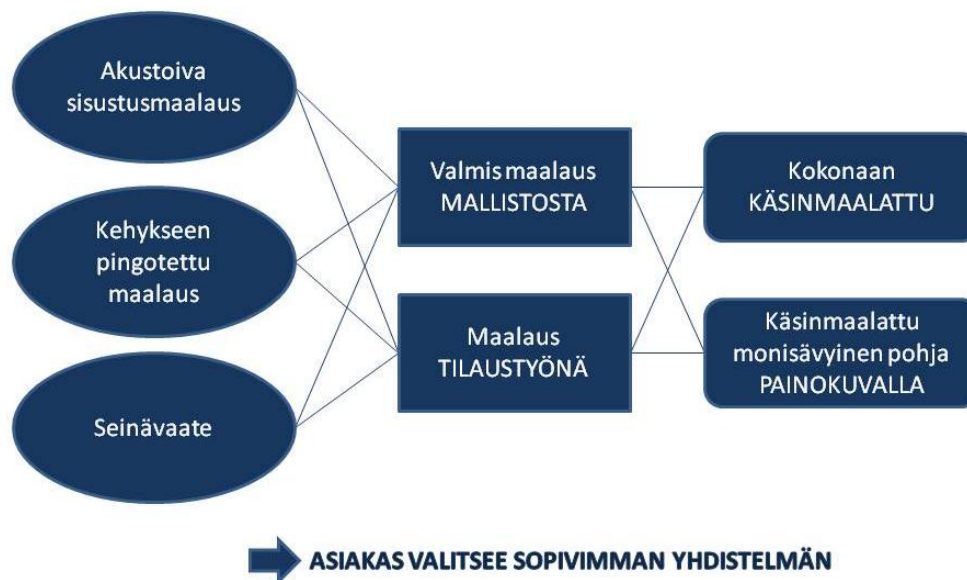 Akustoiva
sisustusmaalaus
Kehykseen
pingotettu
maalaus
Seinävaate
Valmis maalaus
MALLISTOSTA
Maalaus
TILAUSTYÖNÄ
Kokonaan
KÄSINMAALATTU
Käsinmaalattu
monisävyinen pohja
PAINOKUVALLA
ASIAKAS VALITSEE SOPIVIMMAN YHDISTELMÄN